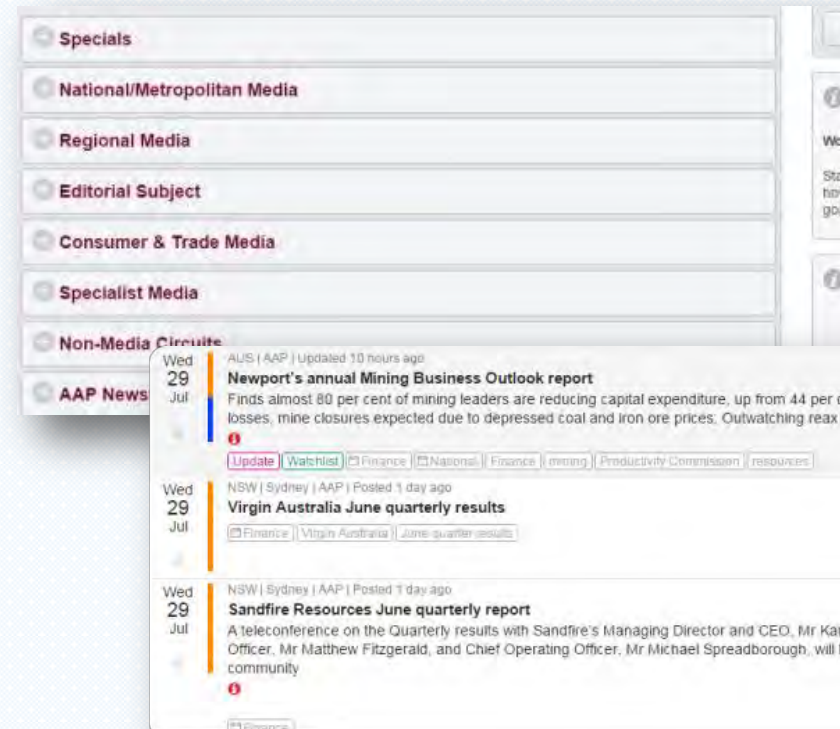 Specials
National/Metropolitan Media
Regional Media
Editorial Subject
Consumer & Trade Media
Specialist Media
Non-Media Circuits
AAP News
Wed
29
Jul
AUS | AAP | Updated 10 hours ago
Newport's annual Mining Business Outlook report
Finds almost 80 per cent of mining leaders are reducing capital expenditure, up from 44 per
losses, mine closures expected due to depressed coal and iron ore prices. Outwatching reax
Update Watchlist Finance National Finance mining Productivity Commission resources
Wed
29
Jul
NSW | Sydney | AAP | Posted 1 day ago
Virgin Australia June quarterly results
Finance Virgin Australia June-quarter-results
Wed
29
Jul
NSW | Sydney | AAP | Posted 1 day ago
Sandfire Resources June quarterly report
A teleconference on the Quarterly results with Sandfire's Managing Director and CEO, Mr
Officer, Mr Matthew Fitzgerald, and Chief Operating Officer, Mr Michael Spreadborough, will
community
Finance